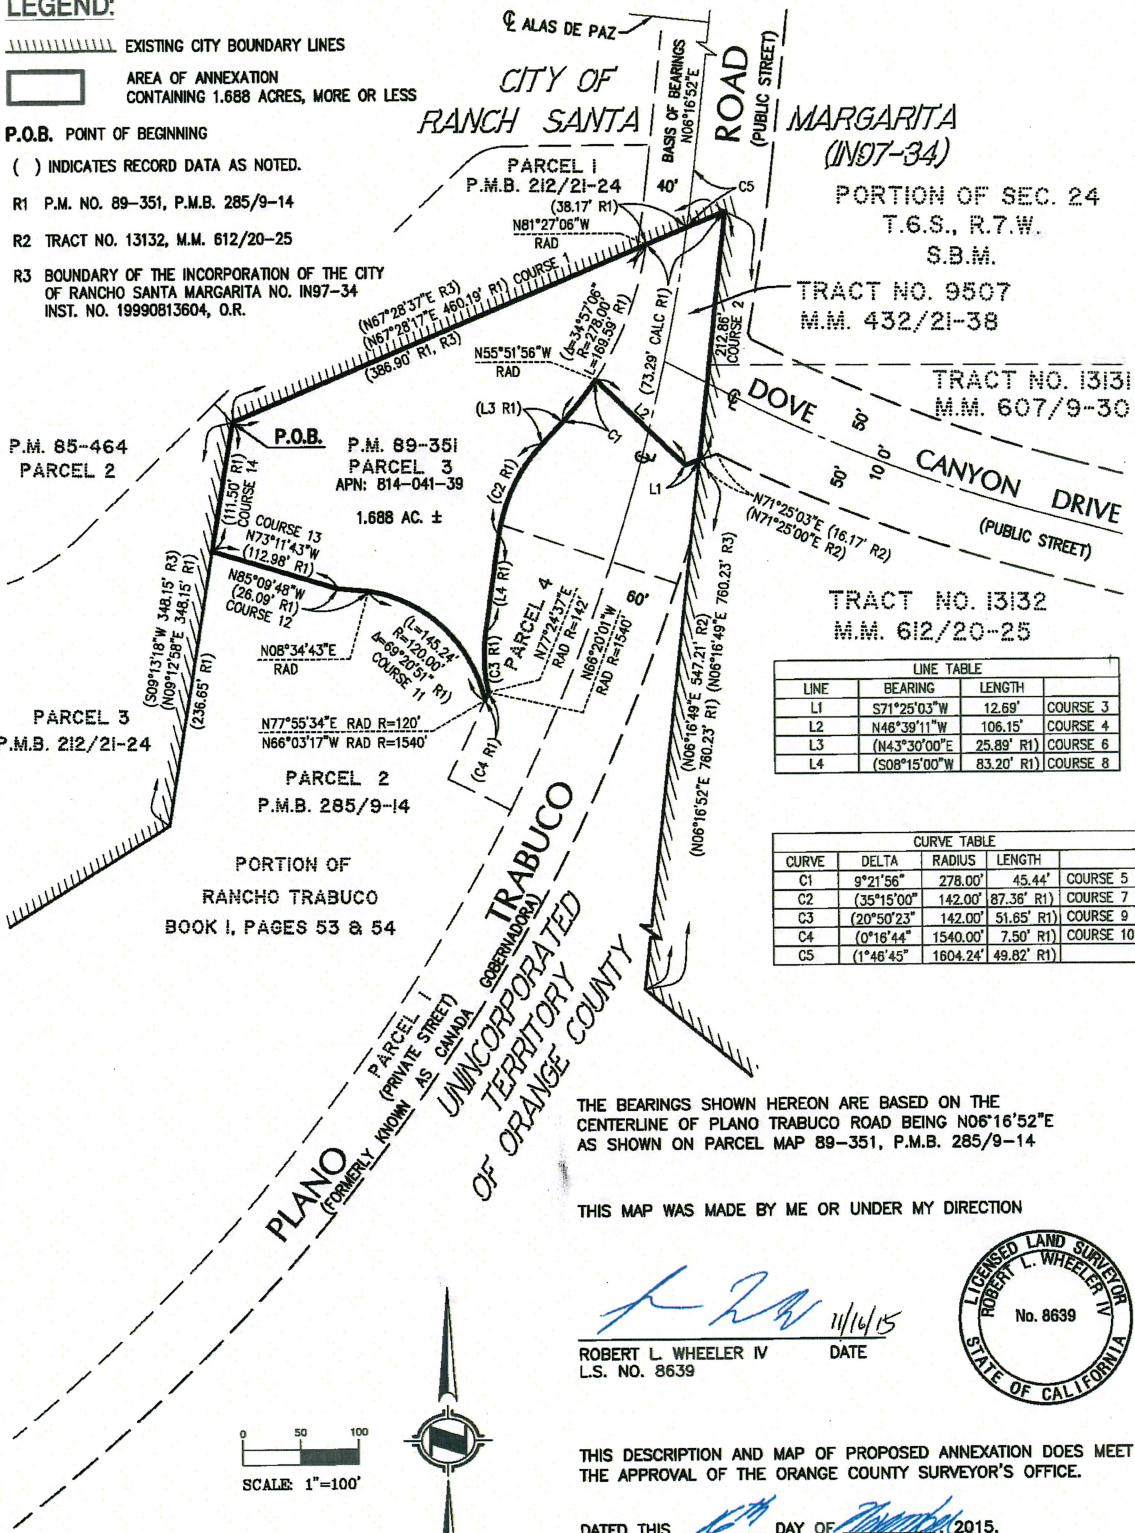 LEGEND:
EXISTING CITY BOUNDARY LINES
AREA OF ANNEXATION
CONTAINING 1.688 ACRES, MORE OR LESS
P.O.B. POINT OF BEGINNING
( ) INDICATES RECORD DATA AS NOTED.
R1 P.M. NO. 89-351, P.M.B. 285/9-14
R2 TRACT NO. 13132, M.M. 612/20-25
R3 BOUNDARY OF THE INCORPORATION OF THE CITY
OF RANCHO SANTA MARGARITA NO. IN97-34
INST. NO. 19990813604, O.R.
℄ ALAS DE PAZ
CITY OF
RANCH SANTA
MARGARITA
(IN97-34)
BASIS OF BEARINGS
N06°16'52"E
ROAD
(PUBLIC STREET)
PARCEL 1
P.M.B. 212/21-24
40'
C5
(38.17' R1)
N81°27'06"W
RAD
PORTION OF SEC. 24
T.6.S., R.7.W.
S.B.M.
TRACT NO. 9507
M.M. 432/21-38
(N67°28'37"E R3)
(N67°28'17"E 460.19' R1) COURSE 1
(386.90' R1, R3)
(Δ=34°57'06"
R=278.00'
L=169.59' R1)
N55°51'56"W
RAD
(73.29' CALC R1)
212.86'
COURSE 2
TRACT NO. 13131
M.M. 607/9-30
℄
DOVE
CANYON DRIVE
(PUBLIC STREET)
50'
50'
100'
(L3 R1)
C1
L2
℄
L1
P.O.B.
P.M. 89-351
PARCEL 3
APN: 814-041-39
1.688 AC. ±
P.M. 85-464
PARCEL 2
(C2 R1)
(111.50' R1)
COURSE 14
COURSE 13
N73°11'43"W
(112.98' R1)
N85°09'48"W
(26.09' R1)
COURSE 12
N71°25'03"E (16.17' R2)
(N71°25'00"E R2)
TRACT NO. 13132
M.M. 612/20-25
(L4 R1)
PARCEL 4
N77°24'37"E
RAD R=142'
60'
N66°20'01"W
RAD R=1540'
(C3 R1)
(L=145.24'
R=120.00'
Δ=69°20'51" R1)
COURSE 11
N08°34'43"E
RAD
(S09°13'18"W 348.15' R3)
(N09°12'58"E 348.15' R1)
(236.65' R1)
(N06°16'49"E 547.21' R2)
(N06°16'52"E 760.23' R1) (N06°16'49"E 760.23' R3)
PARCEL 3
P.M.B. 212/21-24
N77°55'34"E RAD R=120'
N66°03'17"W RAD R=1540'
(C4 R1)
PARCEL 2
P.M.B. 285/9-14
LINE TABLE
LINE BEARING LENGTH
L1 S71°25'03"W 12.69' COURSE 3
L2 N46°39'11"W 106.15' COURSE 4
L3 (N43°30'00"E 25.89' R1) COURSE 6
L4 (S08°15'00"W 83.20' R1) COURSE 8
CURVE TABLE
CURVE DELTA RADIUS LENGTH
C1 9°21'56" 278.00' 45.44' COURSE 5
C2 (35°15'00" 142.00' 87.36' R1) COURSE 7
C3 (20°50'23" 142.00' 51.65' R1) COURSE 9
C4 (0°16'44" 1540.00' 7.50' R1) COURSE 10
C5 (1°46'45" 1604.24' 49.82' R1)
PORTION OF
RANCHO TRABUCO
BOOK 1, PAGES 53 & 54
PLANO TRABUCO
(FORMERLY KNOWN AS CANADA GOBERNADORA)
PARCEL 1
(PRIVATE STREET)
UNINCORPORATED
TERRITORY
OF ORANGE COUNTY
THE BEARINGS SHOWN HEREON ARE BASED ON THE
CENTERLINE OF PLANO TRABUCO ROAD BEING N06°16'52"E
AS SHOWN ON PARCEL MAP 89-351, P.M.B. 285/9-14
THIS MAP WAS MADE BY ME OR UNDER MY DIRECTION
11/16/15
ROBERT L. WHEELER IV DATE
L.S. NO. 8639
LICENSED LAND SURVEYOR
ROBERT L. WHEELER IV
No. 8639
STATE OF CALIFORNIA
0 50 100
SCALE: 1"=100'
N
THIS DESCRIPTION AND MAP OF PROPOSED ANNEXATION DOES MEET
THE APPROVAL OF THE ORANGE COUNTY SURVEYOR'S OFFICE.
DATED THIS 16th DAY OF November, 2015.